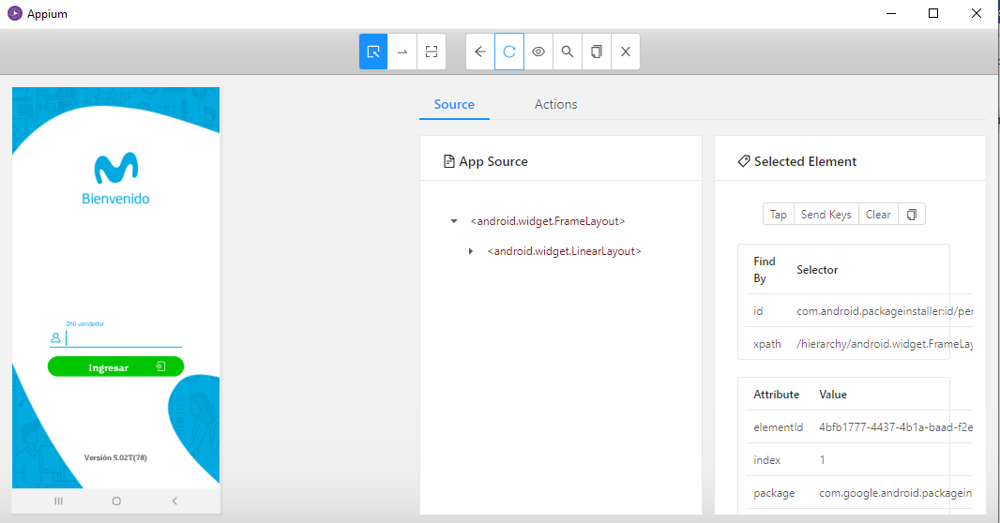 Appium
Source
Actions
App Source
Selected Element
<android.widget.FrameLayout>
<android.widget.LinearLayout>
Tap
Send Keys
Clear
Find By
Selector
id
com.android.packageinstaller:id/per
xpath
/hierarchy/android.widget.FrameLay
Attribute
Value
elementId
4bfb1777-4437-4b1a-baad-f2e
index
1
package
com.google.android.packagein
Bienvenido
DNI vendedor
Ingresar
Versión 5.02T(78)